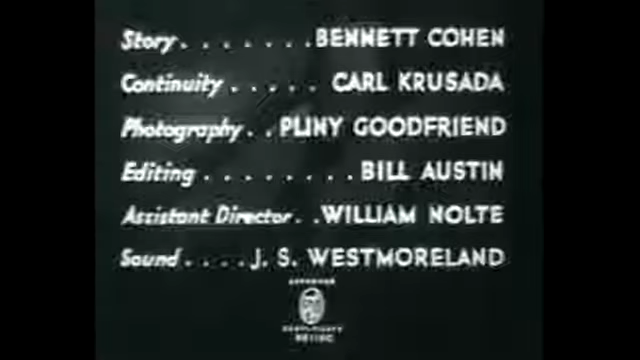 Story.......BENNETT COHEN
Continuity.....CARL KRUSADA
Photography..PLINY GOODFRIEND
Editing........BILL AUSTIN
Assistant Director..WILLIAM NOLTE
Sound....J. S. WESTMORELAND